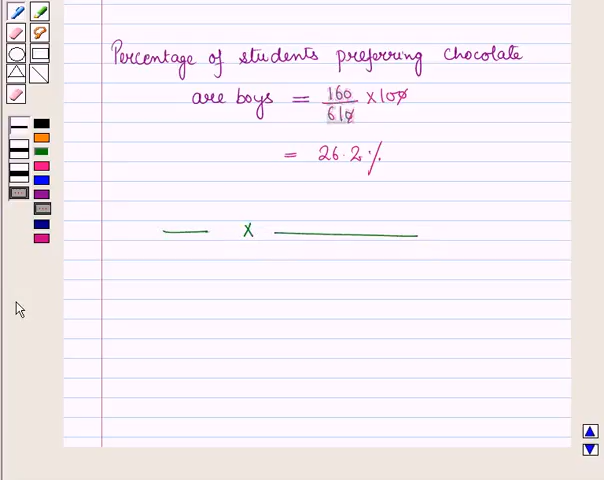 Percentage of students preferring chocolate
are boys = 160/610 × 100
= 26.2%
x